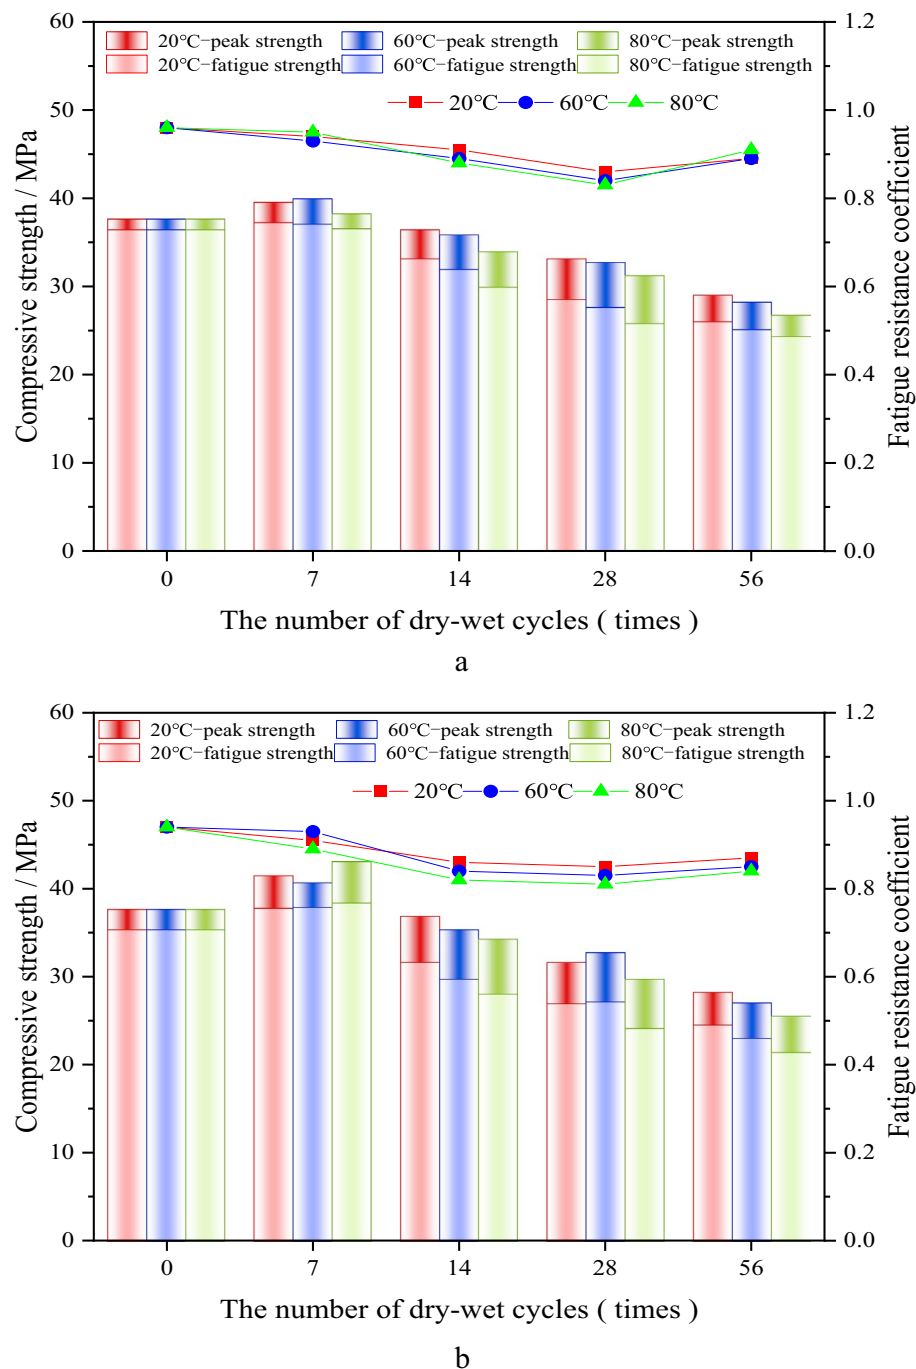 60
50
40
30
20
10
0
Compressive strength / MPa
20℃−peak strength
60℃−peak strength
80℃−peak strength
20℃−fatigue strength
60℃−fatigue strength
80℃−fatigue strength
20℃
60℃
80℃
1.2
1.0
0.8
0.6
0.4
0.2
0.0
Fatigue resistance coefficient
0
7
14
28
56
The number of dry-wet cycles ( times )
a
60
50
40
30
20
10
0
Compressive strength / MPa
20℃−peak strength
60℃−peak strength
80℃−peak strength
20℃−fatigue strength
60℃−fatigue strength
80℃−fatigue strength
20℃
60℃
80℃
1.2
1.0
0.8
0.6
0.4
0.2
0.0
Fatigue resistance coefficient
0
7
14
28
56
The number of dry-wet cycles ( times )
b